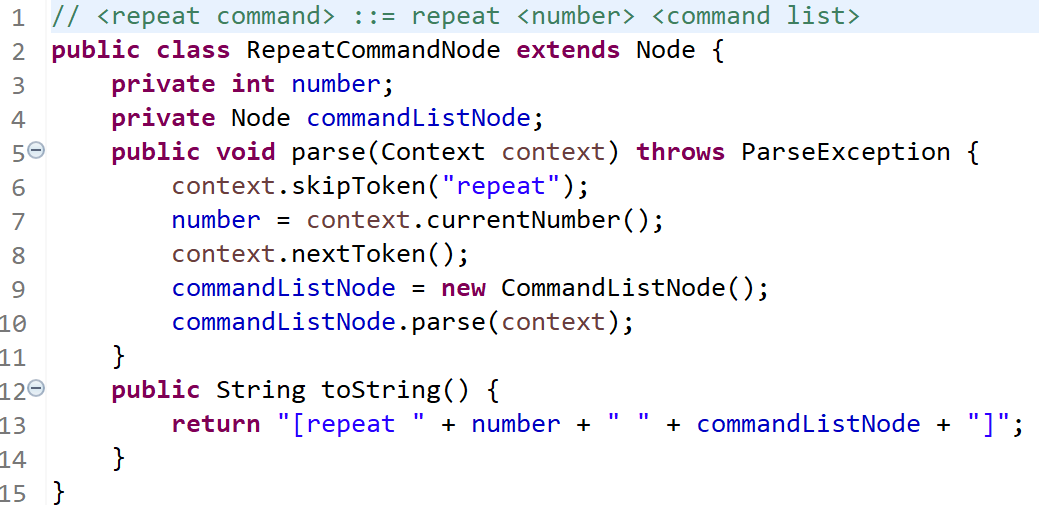 1 // <repeat command> ::= repeat <number> <command list>
2 public class RepeatCommandNode extends Node {
3     private int number;
4     private Node commandListNode;
5     public void parse(Context context) throws ParseException {
6         context.skipToken("repeat");
7         number = context.currentNumber();
8         context.nextToken();
9         commandListNode = new CommandListNode();
10         commandListNode.parse(context);
11     }
12     public String toString() {
13         return "[repeat " + number + " " + commandListNode + "]";
14     }
15 }